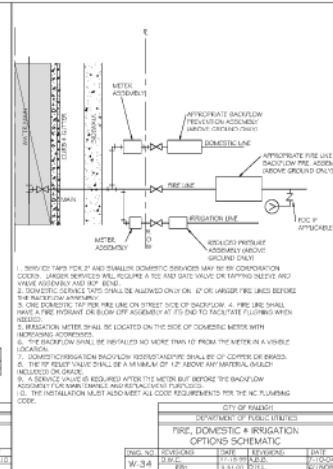 METER
ASSEMBLY
APPROPRIATE BACKFLOW
PREVENTION ASSEMBLY
(ABOVE GROUND ONLY)
DOMESTIC LINE
WATER MAIN
CURB & GUTTER
SIDEWALK
APPROPRIATE FIRE LINE
BACKFLOW PRE. ASSEM
(ABOVE GROUND ONLY)
FIRE LINE
MAIN
FDC IF
APPLICABLE
IRRIGATION LINE
METER
ASSEMBLY
R
O
W
REDUCED PRESSURE
ASSEMBLY (ABOVE
GROUND ONLY)
1. SERVICE TAPS FOR 2" AND SMALLER DOMESTIC SERVICES MAY BE BY CORPORATION
COCKS. LARGER SERVICES WILL REQUIRE A TEE AND GATE VALVE OR TAPPING SLEEVE AND
VALVE ASSEMBLY AND 90° BEND.
2. DOMESTIC SERVICE TAPS SHALL BE ALLOWED ONLY ON 6" OR LARGER FIRE LINES BEFORE
THE BACKFLOW ASSEMBLY.
3. ONE DOMESTIC TAP PER FIRE LINE ON STREET SIDE OF BACKFLOW. 4. FIRE LINE SHALL
HAVE A FIRE HYDRANT OR BLOW OFF ASSEMBLY AT ITS END TO FACILITATE FLUSHING WHEN
NEEDED.
5. IRRIGATION METER SHALL BE LOCATED ON THE SIDE OF DOMESTIC METER WITH
INCREASING ADDRESSES.
6. THE BACKFLOW SHALL BE INSTALLED NO MORE THAN 10' FROM THE METER IN A VISIBLE
LOCATION.
7. DOMESTIC/IRRIGATION BACKFLOW RISER/STANDPIPE SHALL BE OF COPPER OR BRASS.
8. THE RP RELIEF VALVE SHALL BE A MINIMUM OF 12" ABOVE ANY MATERIAL (MULCH
INCLUDED) OR GRADE.
9. A SERVICE VALVE IS REQUIRED AFTER THE METER BUT BEFORE THE BACKFLOW
ASSEMBLY FOR MAINTENANCE AND REPLACEMENT PURPOSES.
10. THE INSTALLATION MUST MEET ALL CODE REQUIREMENTS PER THE NC PLUMBING
CODE.
CITY OF RALEIGH
DEPARTMENT OF PUBLIC UTILITIES
FIRE, DOMESTIC & IRRIGATION
OPTIONS SCHEMATIC
DWG. NO. REVISIONS DATE REVISIONS DATE
W-34 D.W.C.